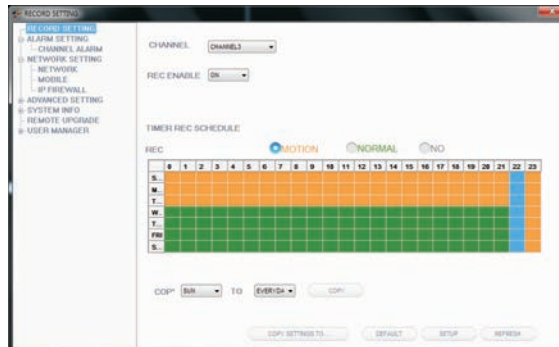 RECORD SETTING
RECORD SETTING
ALARM SETTING
CHANNEL ALARM
NETWORK SETTING
NETWORK
MOBILE
IP FIREWALL
ADVANCED SETTING
SYSTEM INFO
REMOTE UPGRADE
USER MANAGER
CHANNEL CHANNEL3
REC ENABLE ON
TIMER REC SCHEDULE
REC MOTION NORMAL NO
0 1 2 3 4 5 6 7 8 9 10 11 12 13 14 15 16 17 18 19 20 21 22 23
S...
M...
T...
W...
T...
FRI
S...
COP* SUN TO EVERYDA COPY
COPY SETTINGS TO... DEFAULT SETUP REFRESH